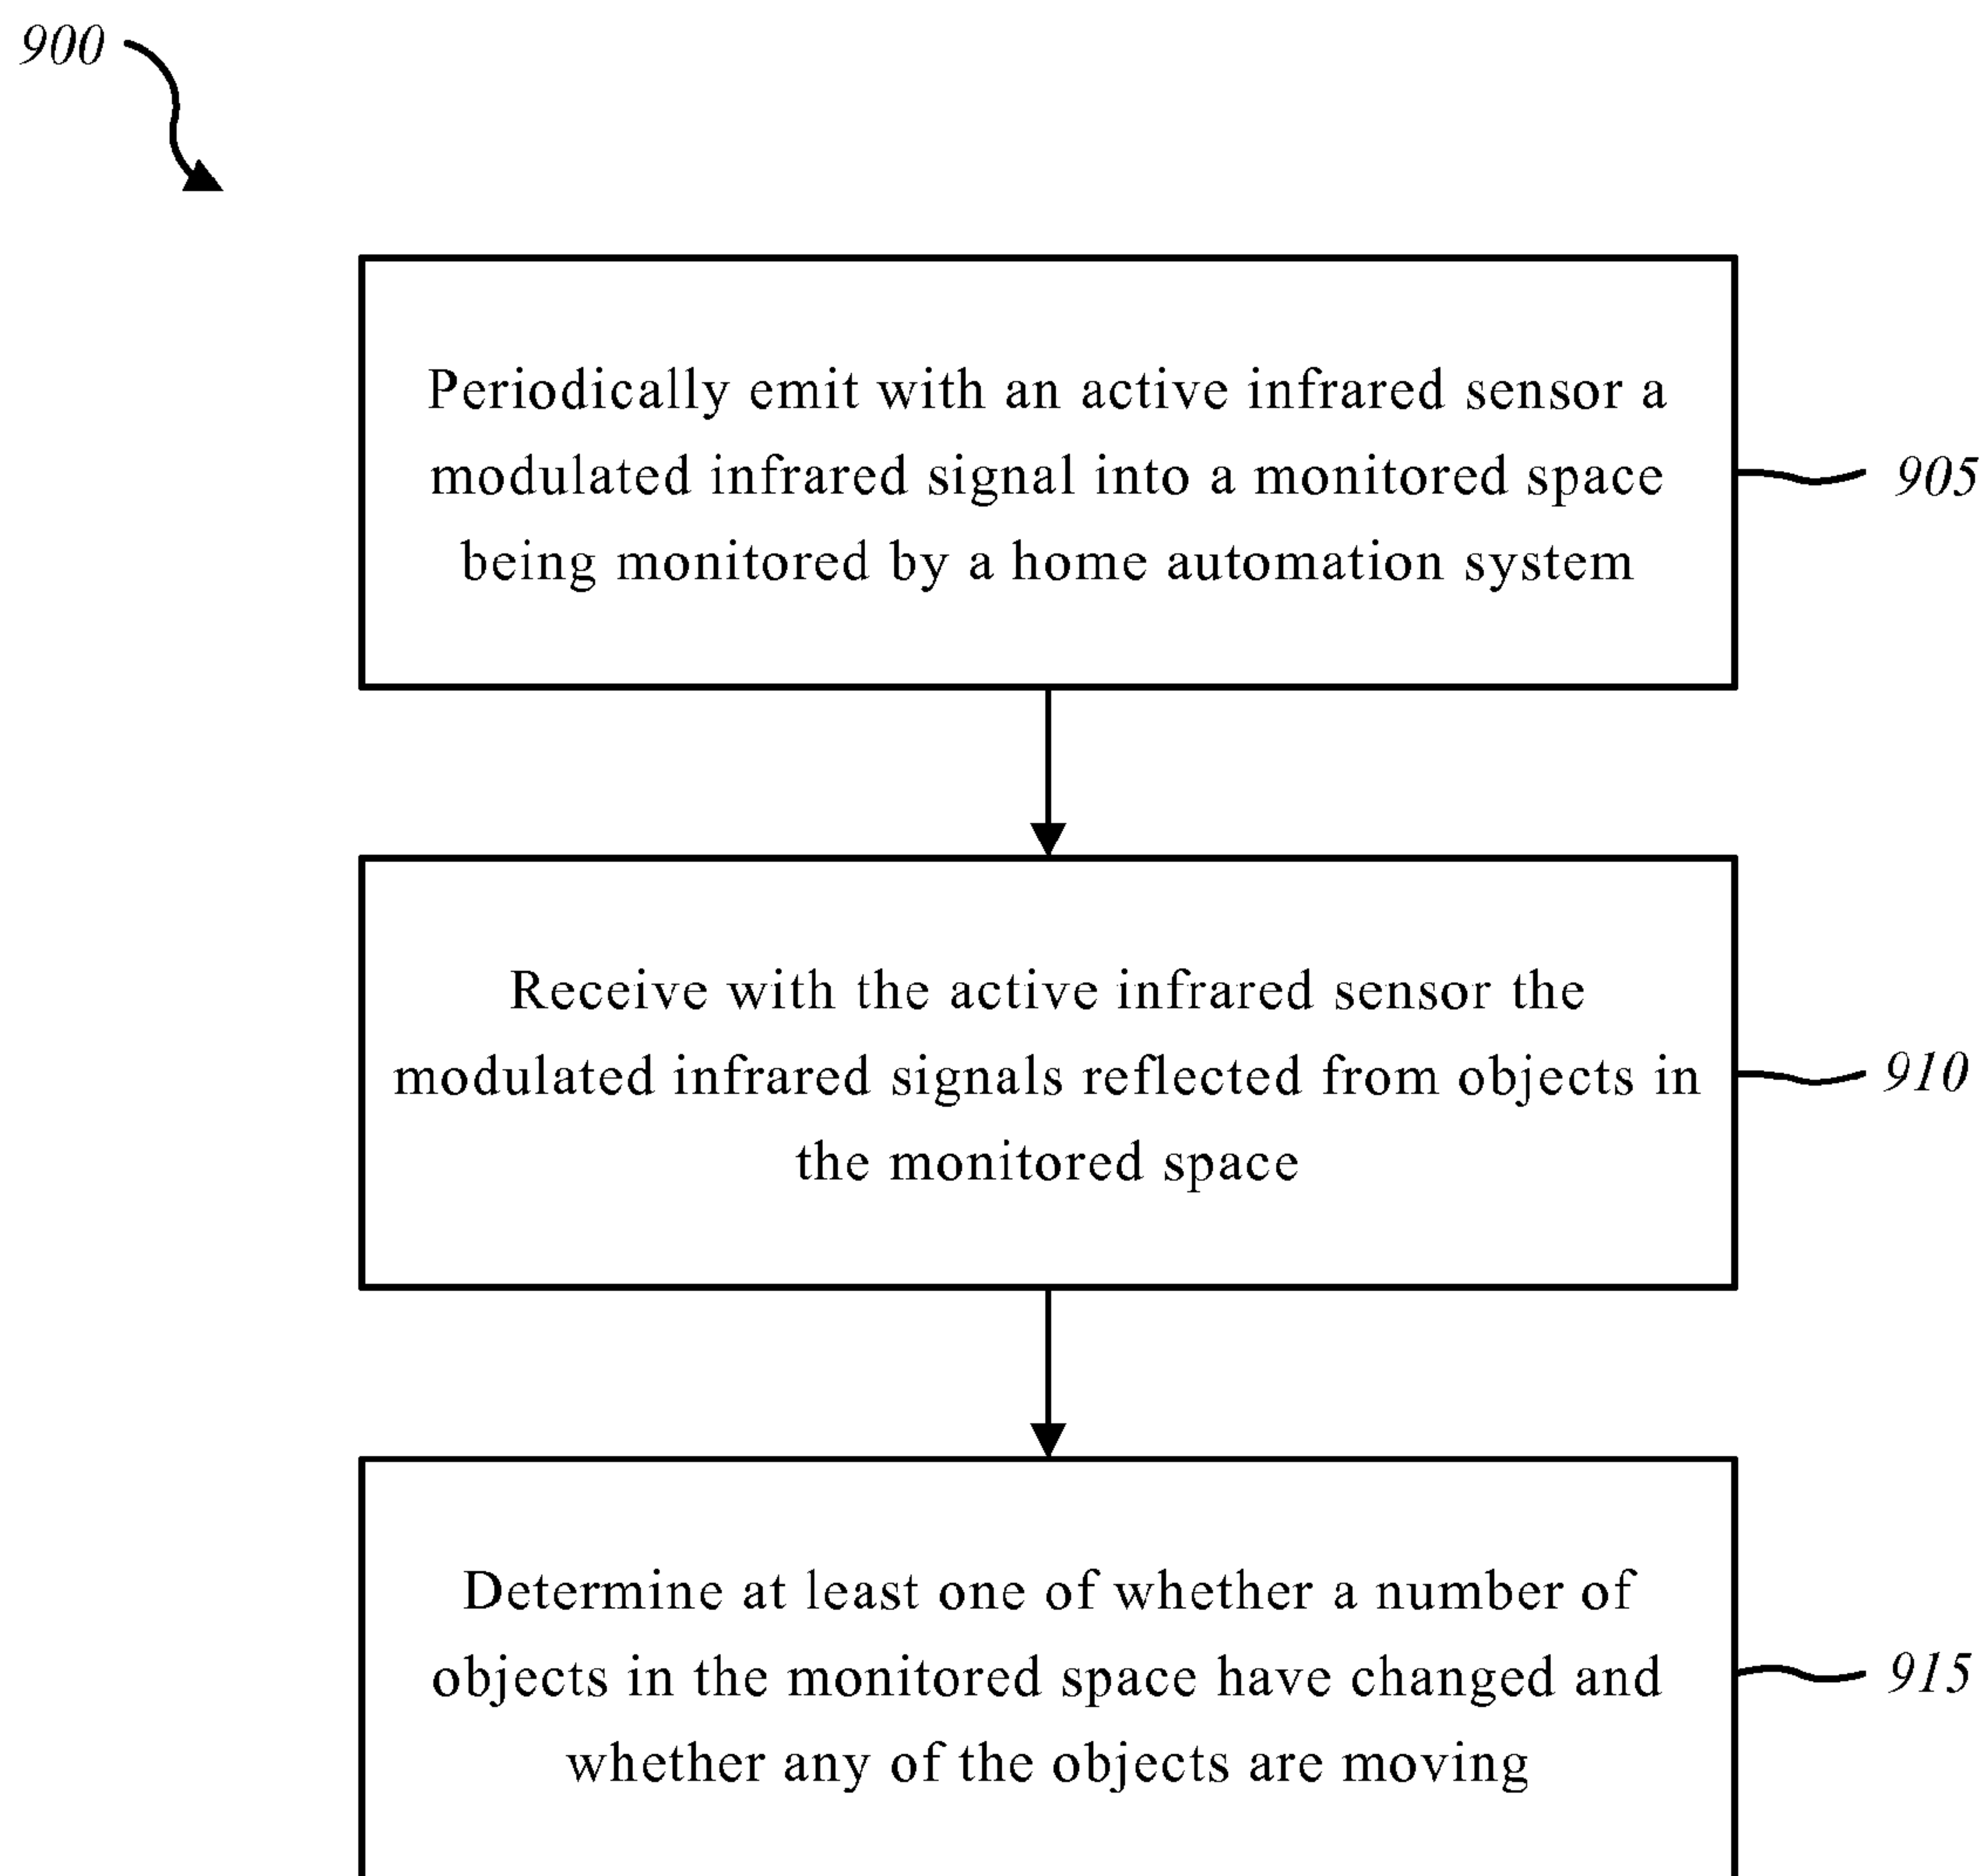 900
Periodically emit with an active infrared sensor a
modulated infrared signal into a monitored space
being monitored by a home automation system
905
Receive with the active infrared sensor the
modulated infrared signals reflected from objects in
the monitored space
910
Determine at least one of whether a number of
objects in the monitored space have changed and
whether any of the objects are moving
915